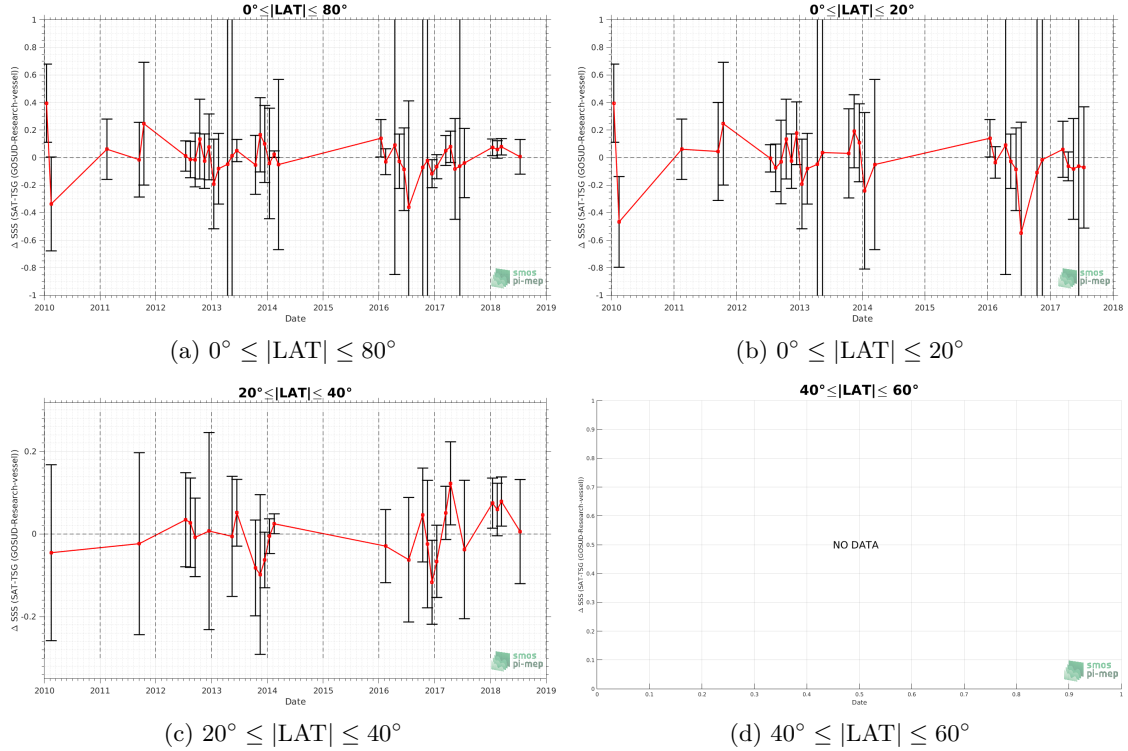 0°≤|LAT|≤ 80°
1
0.8
0.6
0.4
0.2
0
-0.2
-0.4
-0.6
-0.8
-1
Δ SSS (SAT-TSG (GOSUD-Research-vessel))
2010 2011 2012 2013 2014 2015 2016 2017 2018 2019
Date
smos
pi-mep
(a) 0° ≤ |LAT| ≤ 80°
0°≤|LAT|≤ 20°
1
0.8
0.6
0.4
0.2
0
-0.2
-0.4
-0.6
-0.8
-1
Δ SSS (SAT-TSG (GOSUD-Research-vessel))
2010 2011 2012 2013 2014 2015 2016 2017 2018
Date
smos
pi-mep
(b) 0° ≤ |LAT| ≤ 20°
20°≤|LAT|≤ 40°
0.2
0
-0.2
Δ SSS (SAT-TSG (GOSUD-Research-vessel))
2010 2011 2012 2013 2014 2015 2016 2017 2018 2019
Date
smos
pi-mep
(c) 20° ≤ |LAT| ≤ 40°
40°≤|LAT|≤ 60°
1
0.9
0.8
0.7
0.6
0.5
0.4
0.3
0.2
0.1
0
Δ SSS (SAT-TSG (GOSUD-Research-vessel))
NO DATA
0 0.1 0.2 0.3 0.4 0.5 0.6 0.7 0.8 0.9 1
Date
smos
pi-mep
(d) 40° ≤ |LAT| ≤ 60°